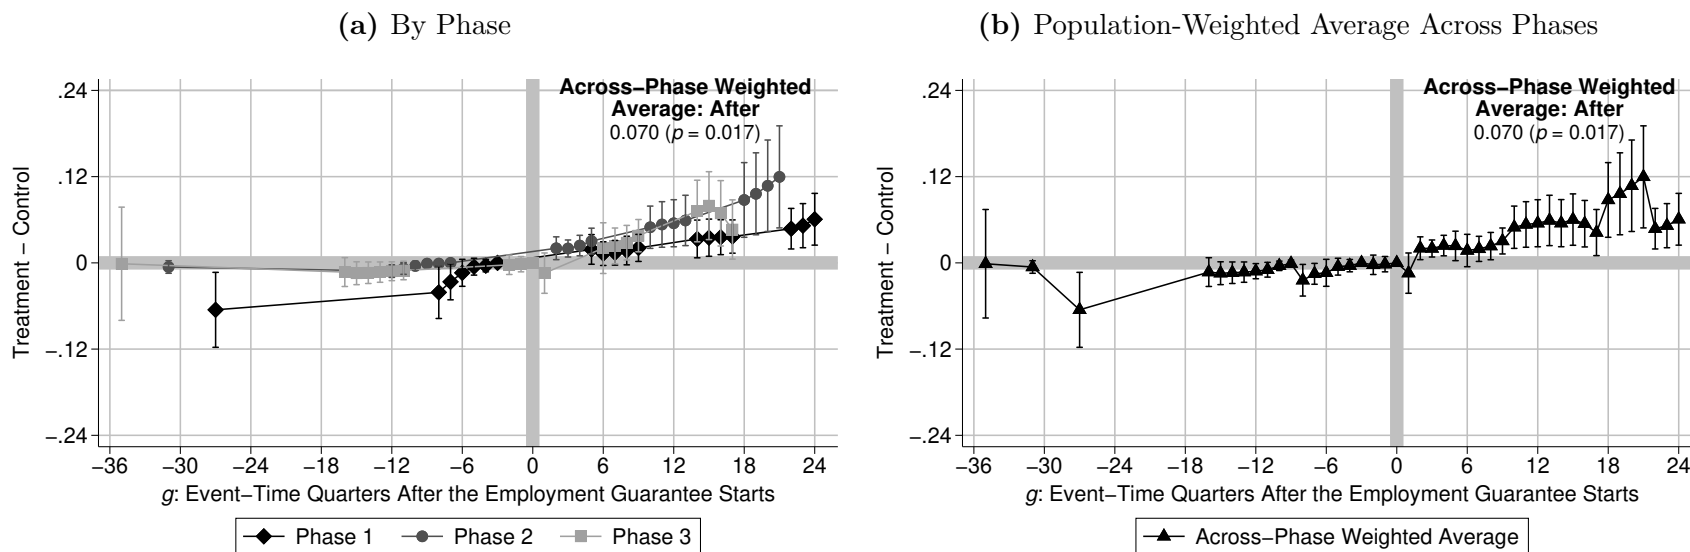 (a) By Phase
Across−Phase Weighted
Average: After
0.070 (p = 0.017)
Treatment − Control
.24
.12
0
−.12
−.24
−36 −30 −24 −18 −12 −6 0 6 12 18 24
g: Event−Time Quarters After the Employment Guarantee Starts
Phase 1 Phase 2 Phase 3
(b) Population-Weighted Average Across Phases
Across−Phase Weighted
Average: After
0.070 (p = 0.017)
Treatment − Control
.24
.12
0
−.12
−.24
−36 −30 −24 −18 −12 −6 0 6 12 18 24
g: Event−Time Quarters After the Employment Guarantee Starts
Across−Phase Weighted Average